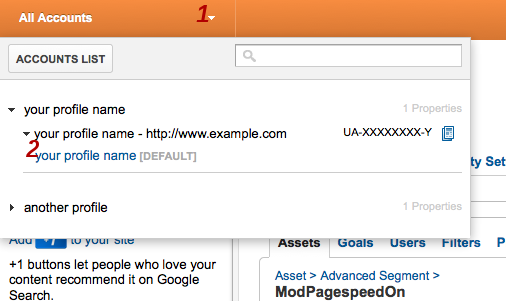 All Accounts 1
ACCOUNTS LIST
your profile name 1 Properties
your profile name - http://www.example.com UA-XXXXXXXX-Y
2 your profile name [DEFAULT]
ty Set
another profile 1 Properties
Add to your site
Assets Goals Users Filters P
+1 buttons let people who love your
content recommend it on Google
Search.
Asset > Advanced Segment >
ModPagespeedOn